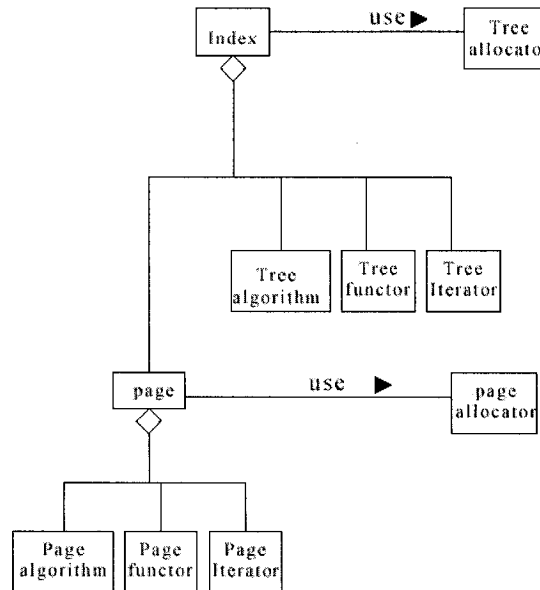 use
Index
Tree
allocator
Tree
algorithm
Tree
functor
Tree
Iterator
page
use
page
allocator
Page
algorithm
Page
functor
Page
Iterator